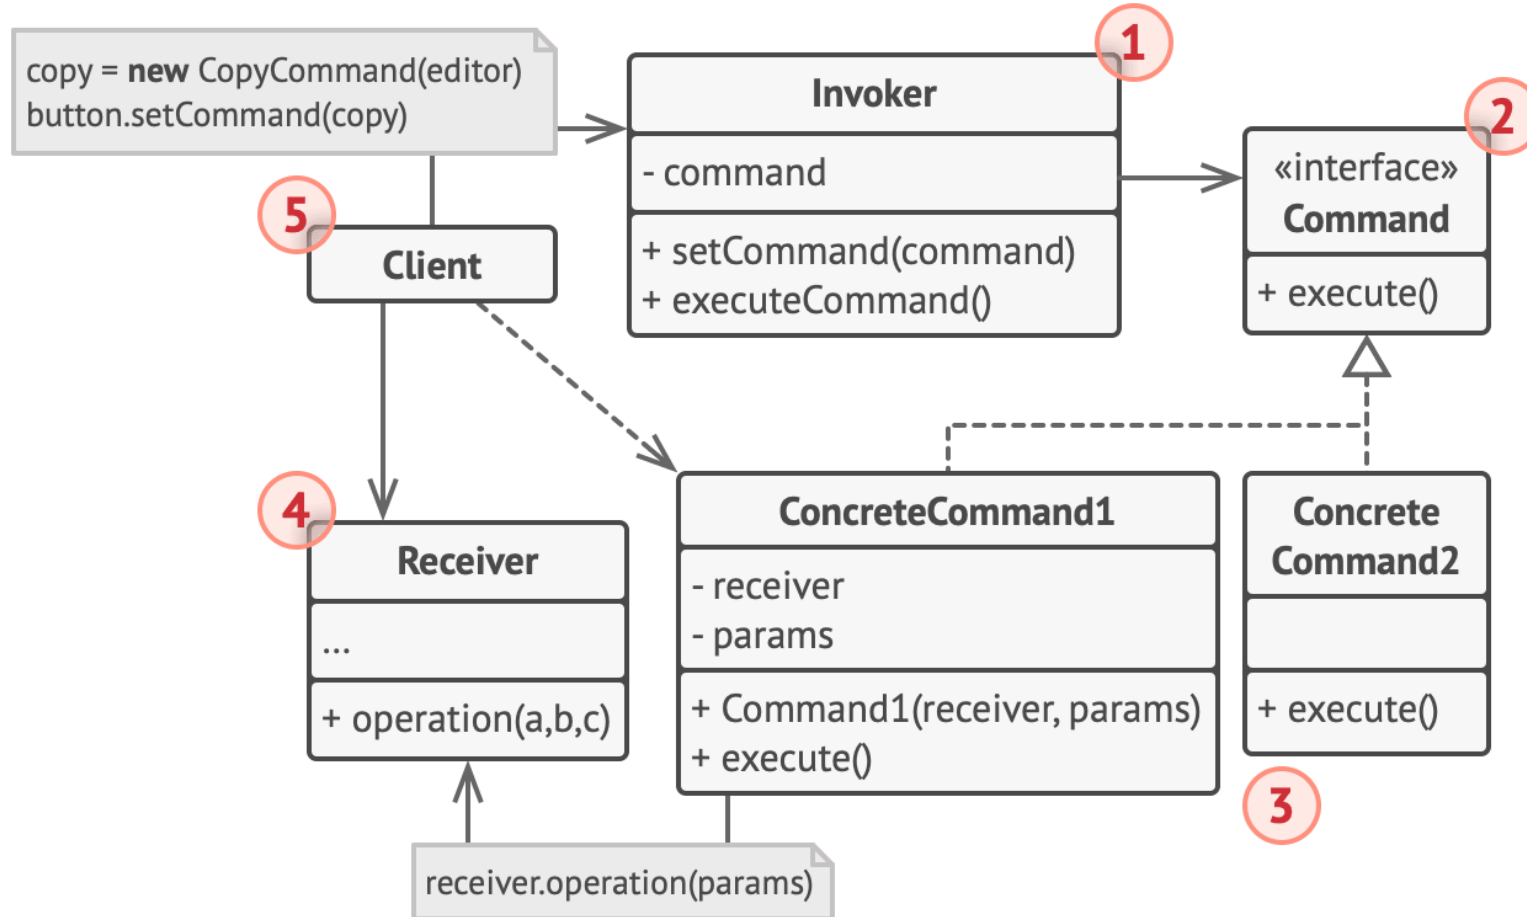 copy = new CopyCommand(editor)
button.setCommand(copy)
1
Invoker
- command
+ setCommand(command)
+ executeCommand()
2
«interface»
Command
+ execute()
5
Client
4
Receiver
...
+ operation(a,b,c)
ConcreteCommand1
- receiver
- params
+ Command1(receiver, params)
+ execute()
Concrete
Command2
+ execute()
3
receiver.operation(params)